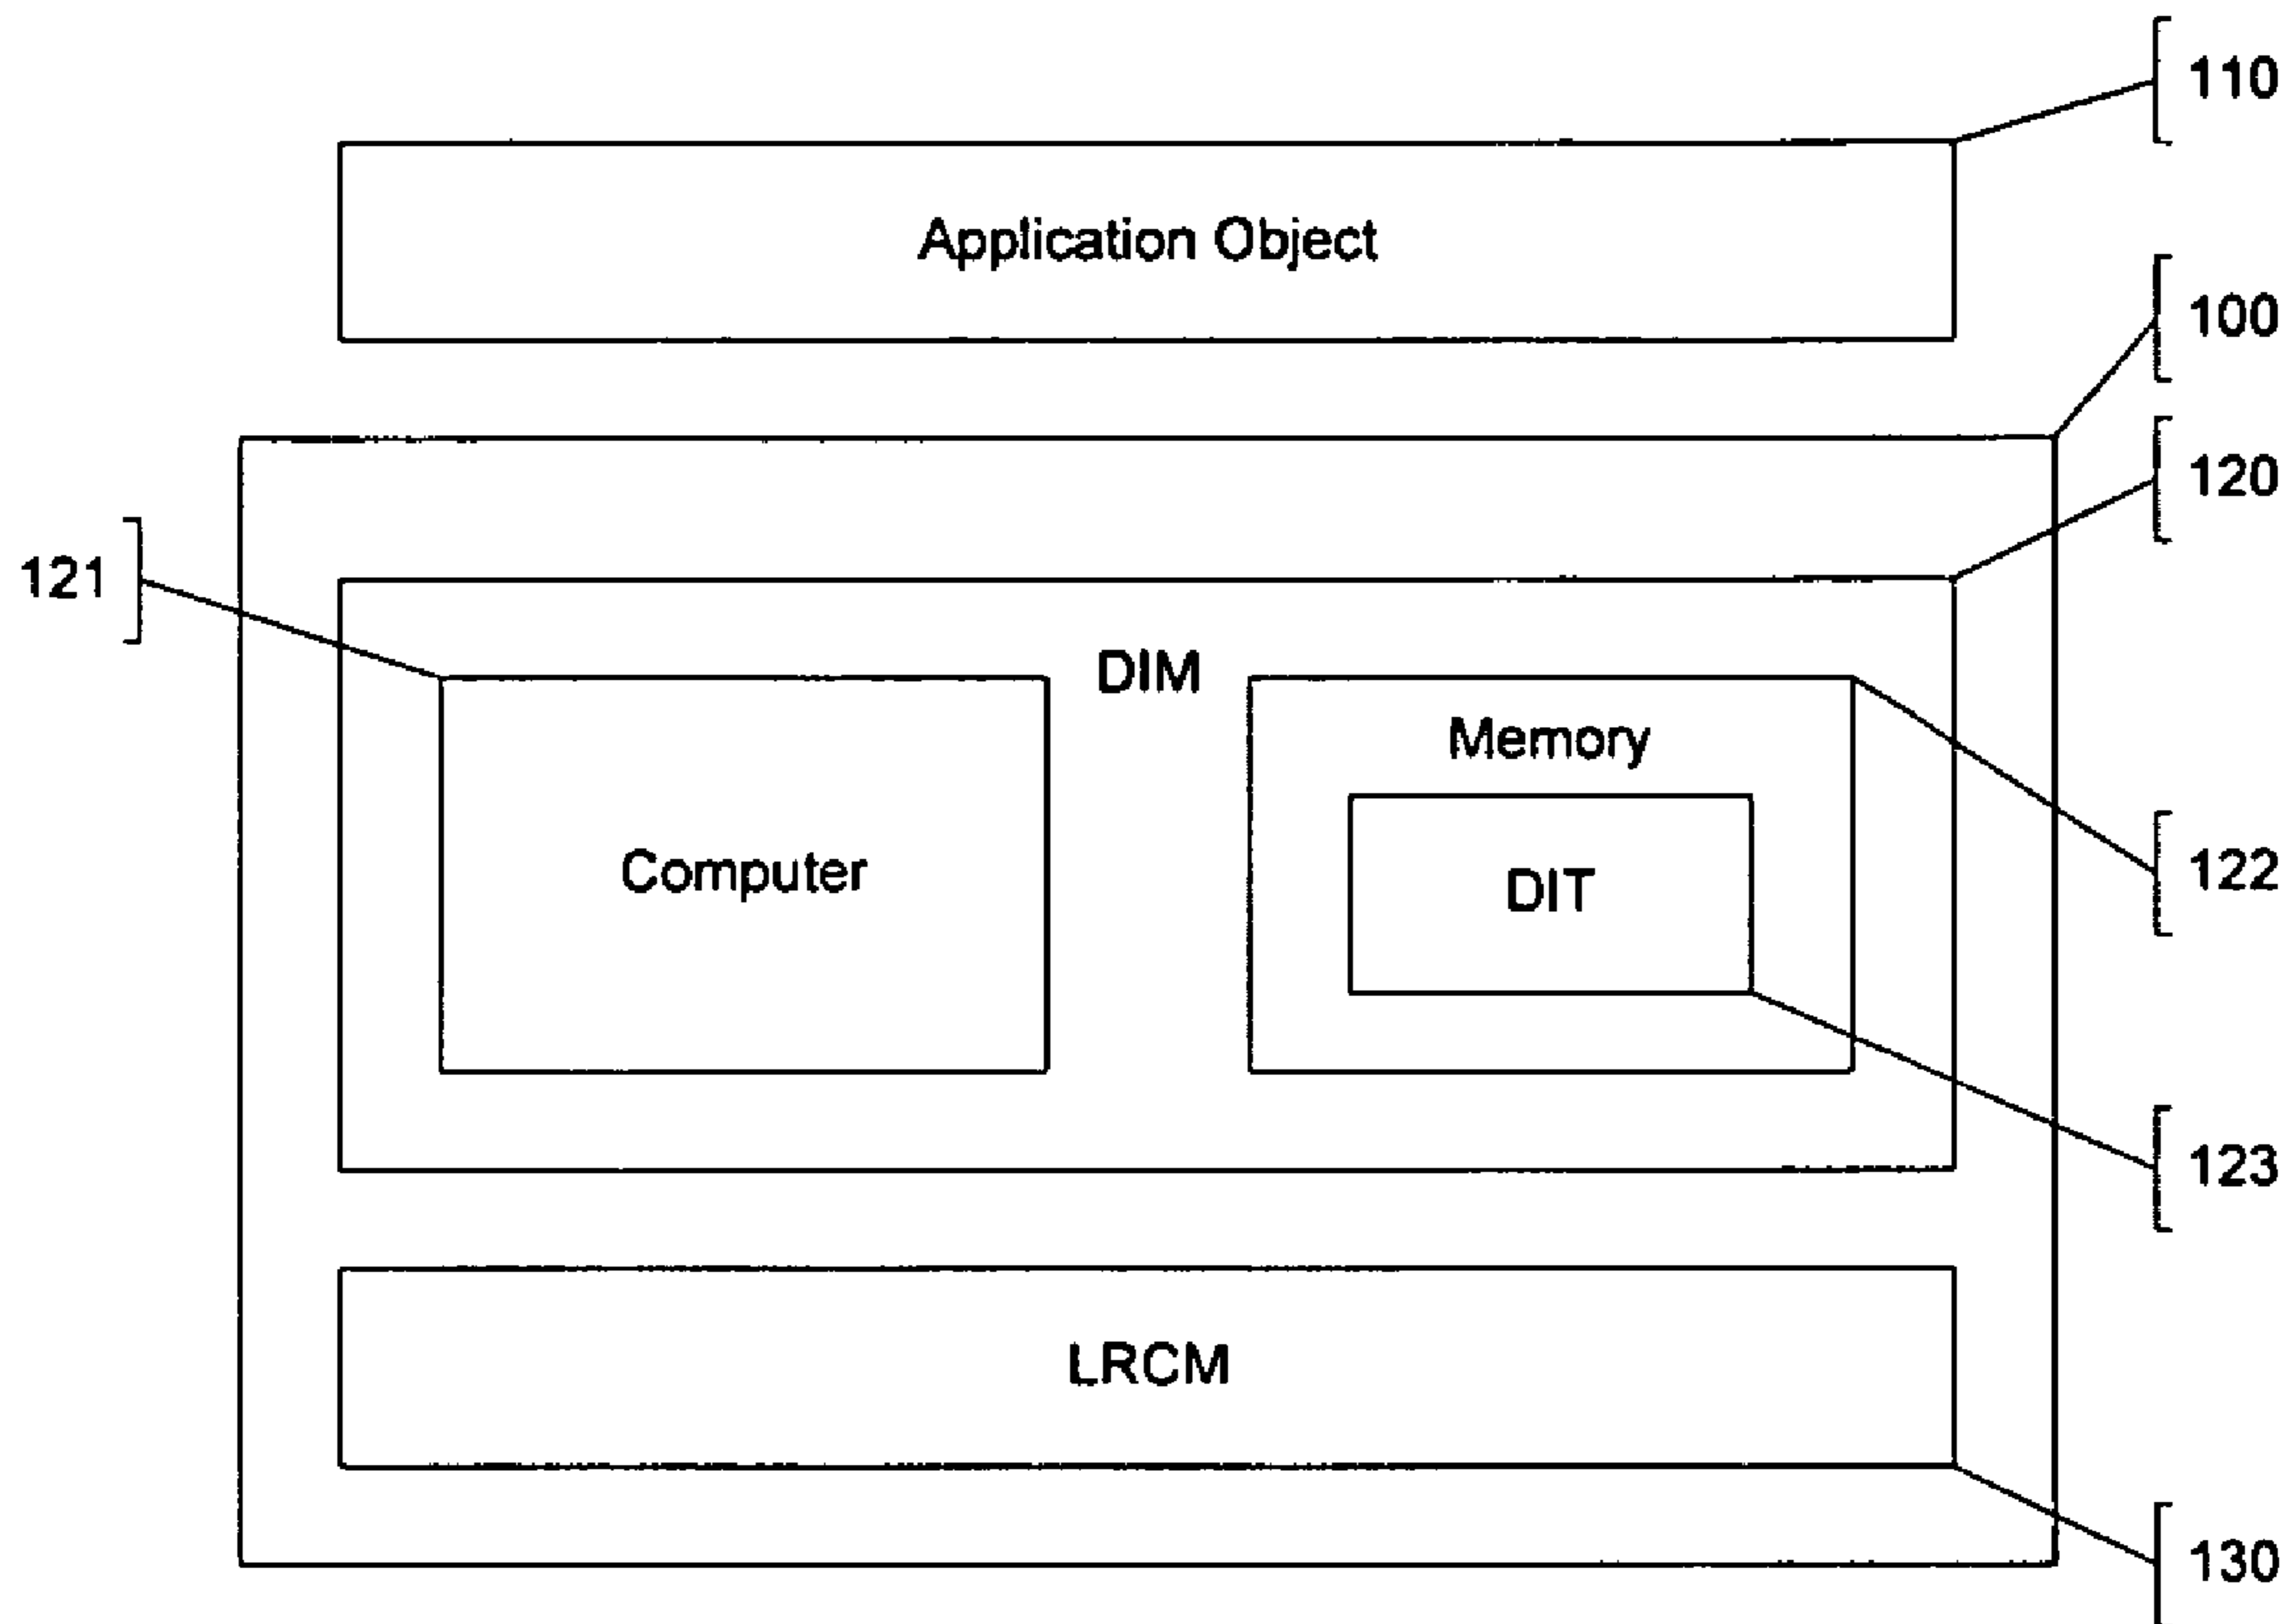 110
Application Object
100
120
121
DIM
Memory
Computer
DIT
122
123
LRCM
130